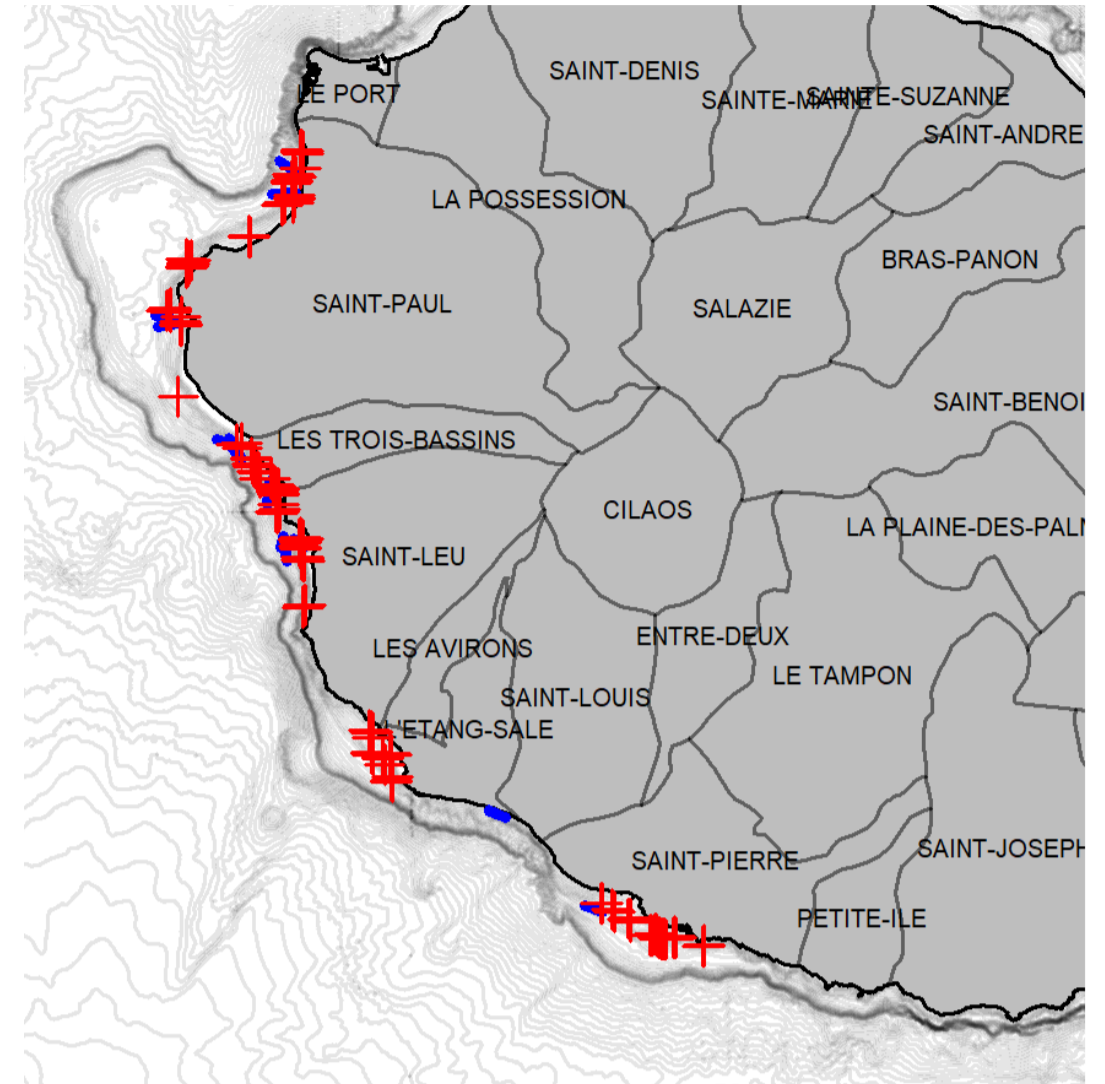 SAINT-DENIS
LE PORT
SAINTE-MARIE
SAINTE-SUZANNE
SAINT-ANDRE
LA POSSESSION
BRAS-PANON
SAINT-PAUL
SALAZIE
SAINT-BENOI
LES TROIS-BASSINS
CILAOS
LA PLAINE-DES-PALM
SAINT-LEU
ENTRE-DEUX
LES AVIRONS
LE TAMPON
SAINT-LOUIS
L'ETANG-SALE
SAINT-JOSEPH
SAINT-PIERRE
PETITE-ILE